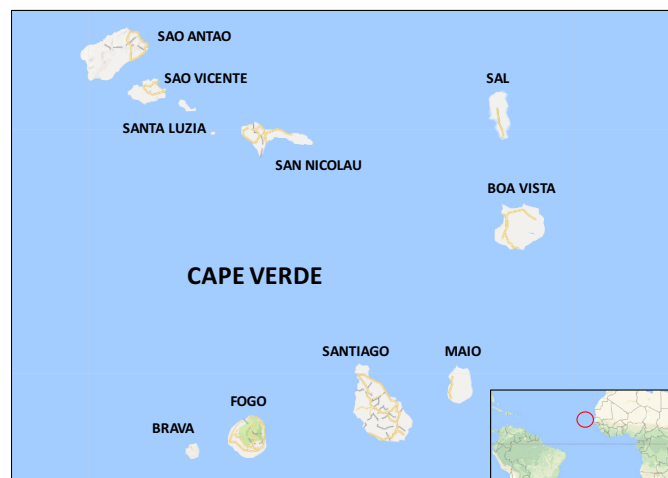 SAO ANTAO
SAO VICENTE
SAL
SANTA LUZIA
SAN NICOLAU
BOA VISTA
CAPE VERDE
SANTIAGO
MAIO
FOGO
BRAVA